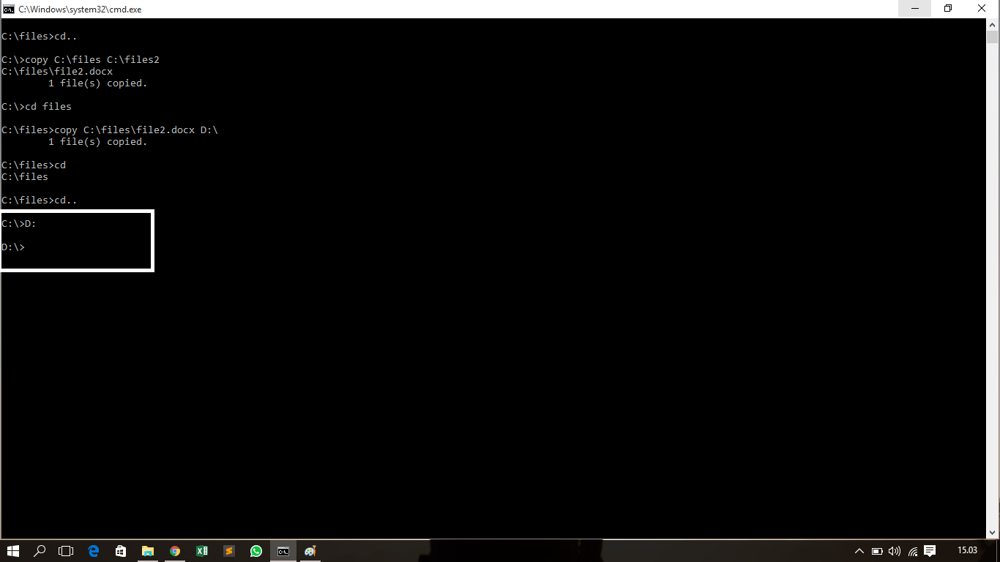 C:\Windows\system32\cmd.exe
C:\files>cd..
C:\>copy C:\files C:\files2
C:\files\file2.docx
        1 file(s) copied.
C:\>cd files
C:\files>copy C:\files\file2.docx D:\
        1 file(s) copied.
C:\files>cd
C:\files
C:\files>cd..
C:\>D:
D:\>
15.03